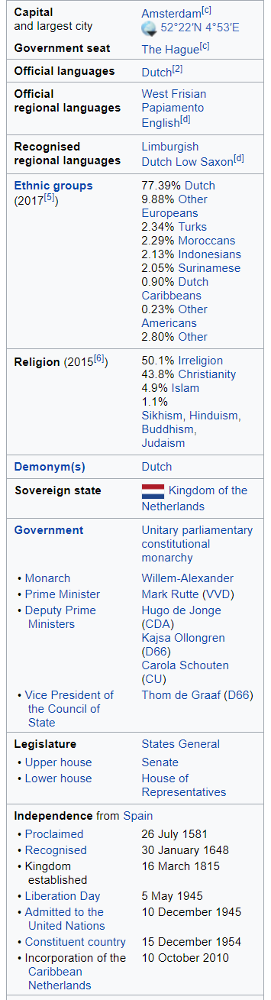 Capital Amsterdam[c]
and largest city 52°22′N 4°53′E
Government seat The Hague[c]
Official languages Dutch[2]
Official West Frisian
regional languages Papiamento
English[d]
Recognised Limburgish
regional languages Dutch Low Saxon[d]
Ethnic groups 77.39% Dutch
(2017[5]) 9.88% Other
Europeans
2.34% Turks
2.29% Moroccans
2.13% Indonesians
2.05% Surinamese
0.90% Dutch
Caribbeans
0.23% Other
Americans
2.80% Other
Religion (2015[6]) 50.1% Irreligion
43.8% Christianity
4.9% Islam
1.1%
Sikhism, Hinduism,
Buddhism,
Judaism
Demonym(s) Dutch
Sovereign state Kingdom of the
Netherlands
Government Unitary parliamentary
constitutional
monarchy
• Monarch Willem-Alexander
• Prime Minister Mark Rutte (VVD)
• Deputy Prime Hugo de Jonge
Ministers (CDA)
Kajsa Ollongren
(D66)
Carola Schouten
(CU)
• Vice President of Thom de Graaf (D66)
the Council of
State
Legislature States General
• Upper house Senate
• Lower house House of
Representatives
Independence from Spain
• Proclaimed 26 July 1581
• Recognised 30 January 1648
• Kingdom 16 March 1815
established
• Liberation Day 5 May 1945
• Admitted to the 10 December 1945
United Nations
• Constituent country 15 December 1954
• Incorporation of the 10 October 2010
Caribbean
Netherlands